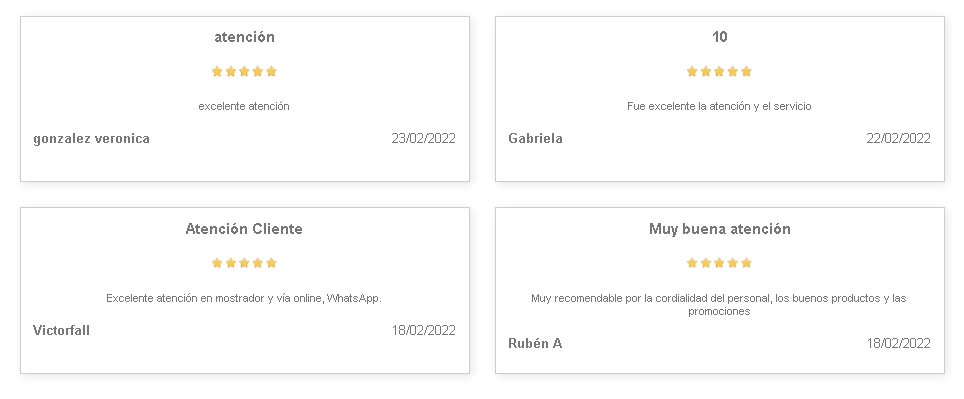 atención
excelente atención
gonzalez veronica 23/02/2022
10
Fue excelente la atención y el servicio
Gabriela 22/02/2022
Atención Cliente
Excelente atención en mostrador y vía online, WhatsApp.
Victorfall 18/02/2022
Muy buena atención
Muy recomendable por la cordialidad del personal, los buenos productos y las
promociones
Rubén A 18/02/2022